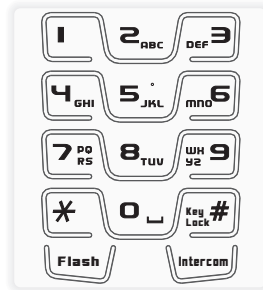 1 2 ABC DEF 3
4 GHI 5 JKL MNO 6
7 PQ RS 8 TUV WX YZ 9
* 0 ⎵ Key Lock #
Flash Intercom